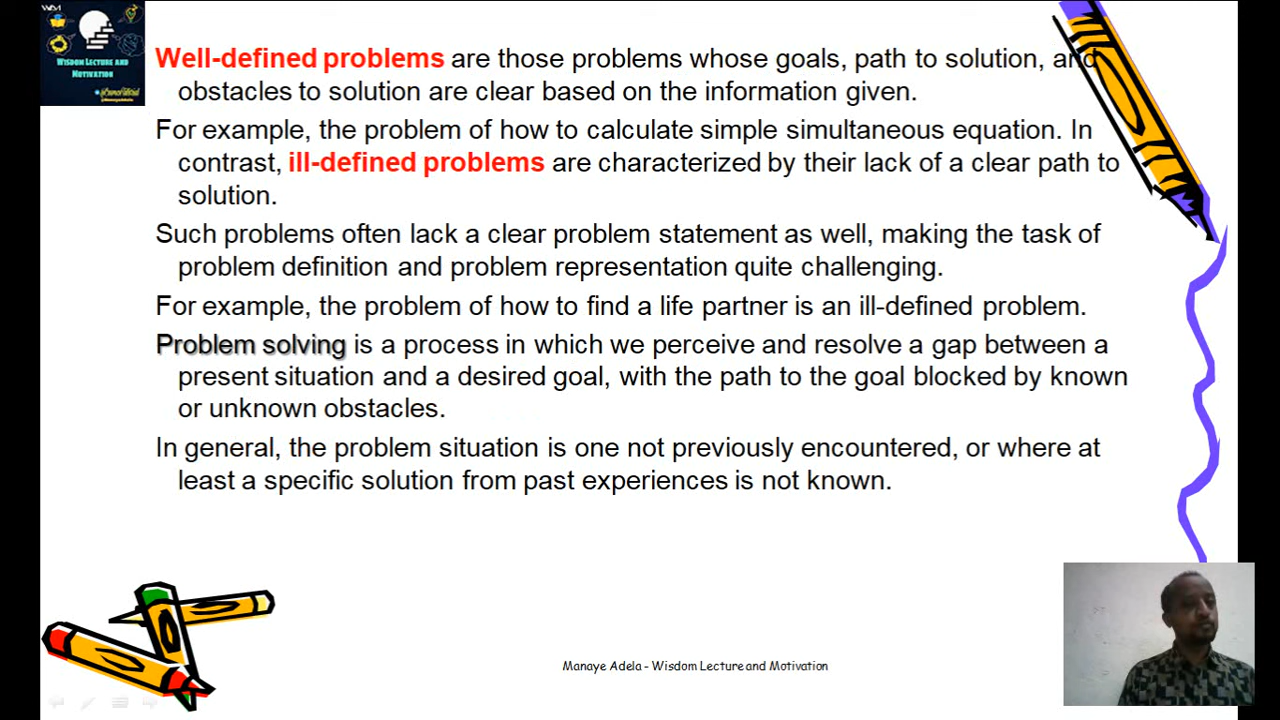 WLM
WISDOM LECTURE AND
MOTIVATION
Well-defined problems are those problems whose goals, path to solution, and
obstacles to solution are clear based on the information given.
For example, the problem of how to calculate simple simultaneous equation. In
contrast, ill-defined problems are characterized by their lack of a clear path to
solution.
Such problems often lack a clear problem statement as well, making the task of
problem definition and problem representation quite challenging.
For example, the problem of how to find a life partner is an ill-defined problem.
Problem solving is a process in which we perceive and resolve a gap between a
present situation and a desired goal, with the path to the goal blocked by known
or unknown obstacles.
In general, the problem situation is one not previously encountered, or where at
least a specific solution from past experiences is not known.
Manaye Adela - Wisdom Lecture and Motivation